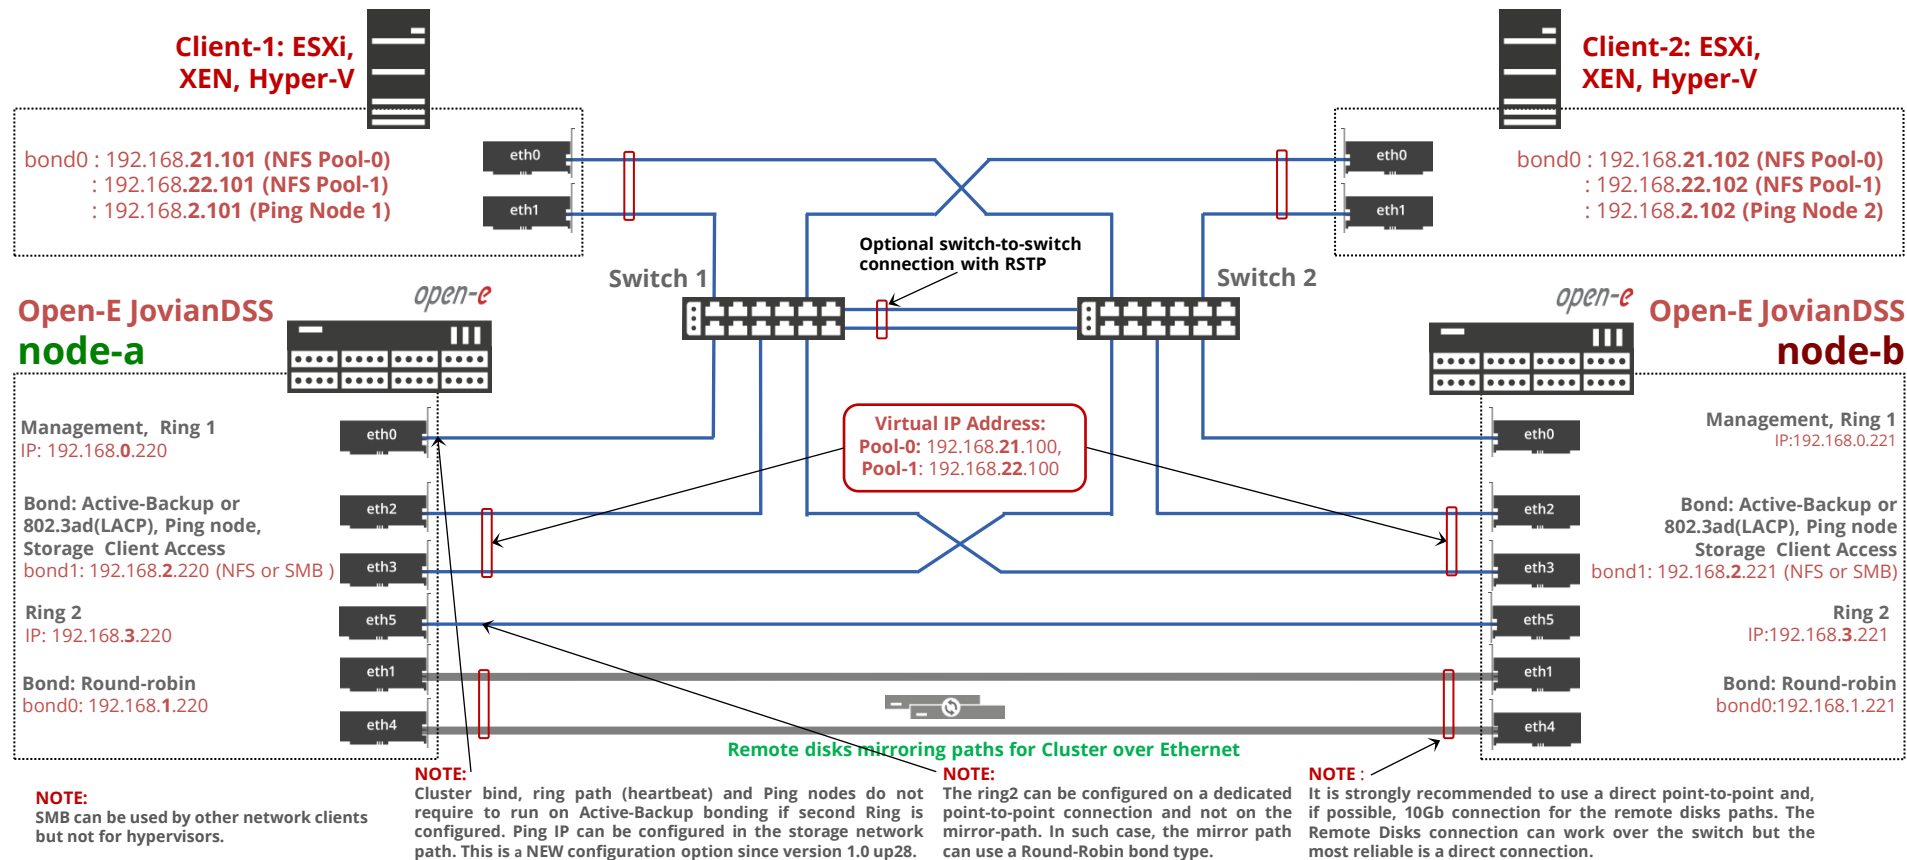 Client-1: ESXi,
XEN, Hyper-V
Client-2: ESXi,
XEN, Hyper-V
bond0 : 192.168.21.101 (NFS Pool-0)
: 192.168.22.101 (NFS Pool-1)
: 192.168.2.101 (Ping Node 1)
eth0
eth1
eth0
eth1
bond0 : 192.168.21.102 (NFS Pool-0)
: 192.168.22.102 (NFS Pool-1)
: 192.168.2.102 (Ping Node 2)
Optional switch-to-switch
connection with RSTP
Switch 1
Switch 2
open-e
Open-E JovianDSS
node-a
open-e
Open-E JovianDSS
node-b
Management, Ring 1
IP: 192.168.0.220
eth0
Bond: Active-Backup or
802.3ad(LACP), Ping node,
Storage Client Access
bond1: 192.168.2.220 (NFS or SMB )
eth2
eth3
Ring 2
IP: 192.168.3.220
eth5
Bond: Round-robin
bond0: 192.168.1.220
eth1
eth4
Virtual IP Address:
Pool-0: 192.168.21.100,
Pool-1: 192.168.22.100
eth0
Management, Ring 1
IP:192.168.0.221
eth2
eth3
Bond: Active-Backup or
802.3ad(LACP), Ping node
Storage Client Access
bond1: 192.168.2.221 (NFS or SMB)
eth5
Ring 2
IP:192.168.3.221
eth1
eth4
Bond: Round-robin
bond0:192.168.1.221
Remote disks mirroring paths for Cluster over Ethernet
NOTE:
SMB can be used by other network clients
but not for hypervisors.
NOTE:
Cluster bind, ring path (heartbeat) and Ping nodes do not
require to run on Active-Backup bonding if second Ring is
configured. Ping IP can be configured in the storage network
path. This is a NEW configuration option since version 1.0 up28.
NOTE:
The ring2 can be configured on a dedicated
point-to-point connection and not on the
mirror-path. In such case, the mirror path
can use a Round-Robin bond type.
NOTE :
It is strongly recommended to use a direct point-to-point and,
if possible, 10Gb connection for the remote disks paths. The
Remote Disks connection can work over the switch but the
most reliable is a direct connection.